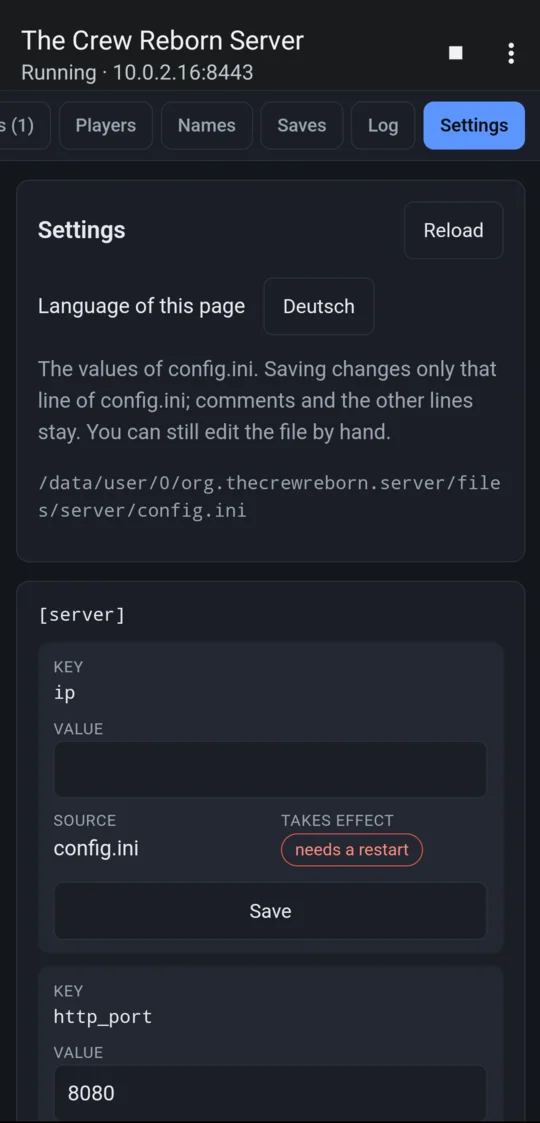 The Crew Reborn Server
Running · 10.0.2.16:8443
s (1)
Players
Names
Saves
Log
Settings
Settings
Reload
Language of this page
Deutsch
The values of config.ini. Saving changes only that
line of config.ini; comments and the other lines
stay. You can still edit the file by hand.
/data/user/0/org.thecrewreborn.server/file
s/server/config.ini
[server]
KEY
ip
VALUE
SOURCE
TAKES EFFECT
config.ini
needs a restart
Save
KEY
http_port
VALUE
8080